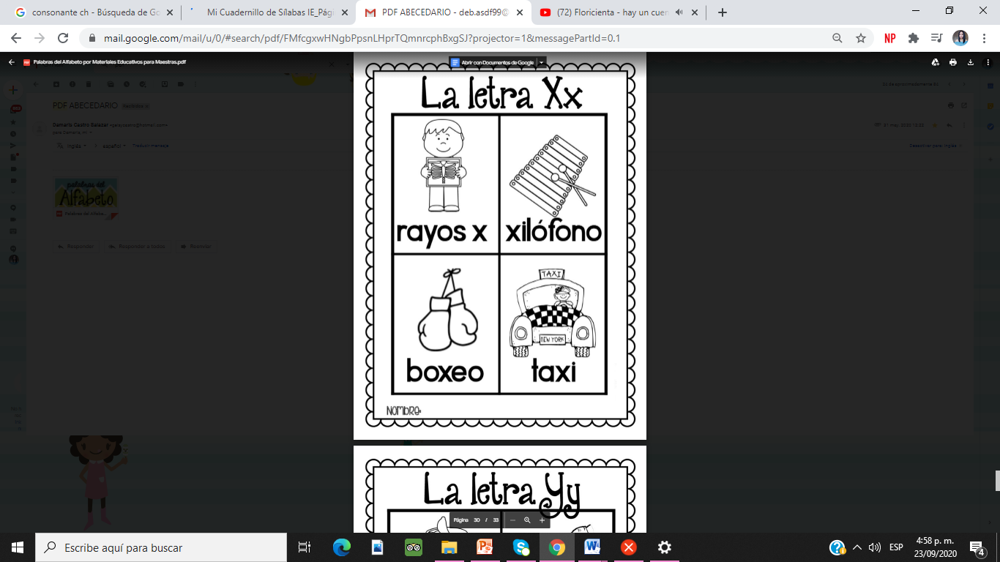 consonante ch - Búsqueda de Go
Mi Cuadernillo de Sílabas IE_Pági
PDF ABECEDARIO - deb.asdf99@
(72) Floricienta - hay un cuen
mail.google.com/mail/u/0/#search/pdf/FMfcgxwHNgbPpsnLHprTQmnrcphBxgSJ?projector=1&messagePartId=0.1
NP
Palabras del Alfabeto por Materiales Educativos para Maestras.pdf
Abrir con Documentos de Google
PDF ABECEDARIO
Damaris Castro Salazar
inglés > español Traducir mensaje
Desactivar para: inglés
palabras del
Alfabeto
Palabras del Alfabe...
Responder
Responder a todos
Reenviar
La letra Xx
rayos x
xilófono
TAXI
NEW YORK
boxeo
taxi
Nombre:
La letra Yy
Página 30 / 33
Escribe aquí para buscar
ESP
4:58 p. m.
23/09/2020
4